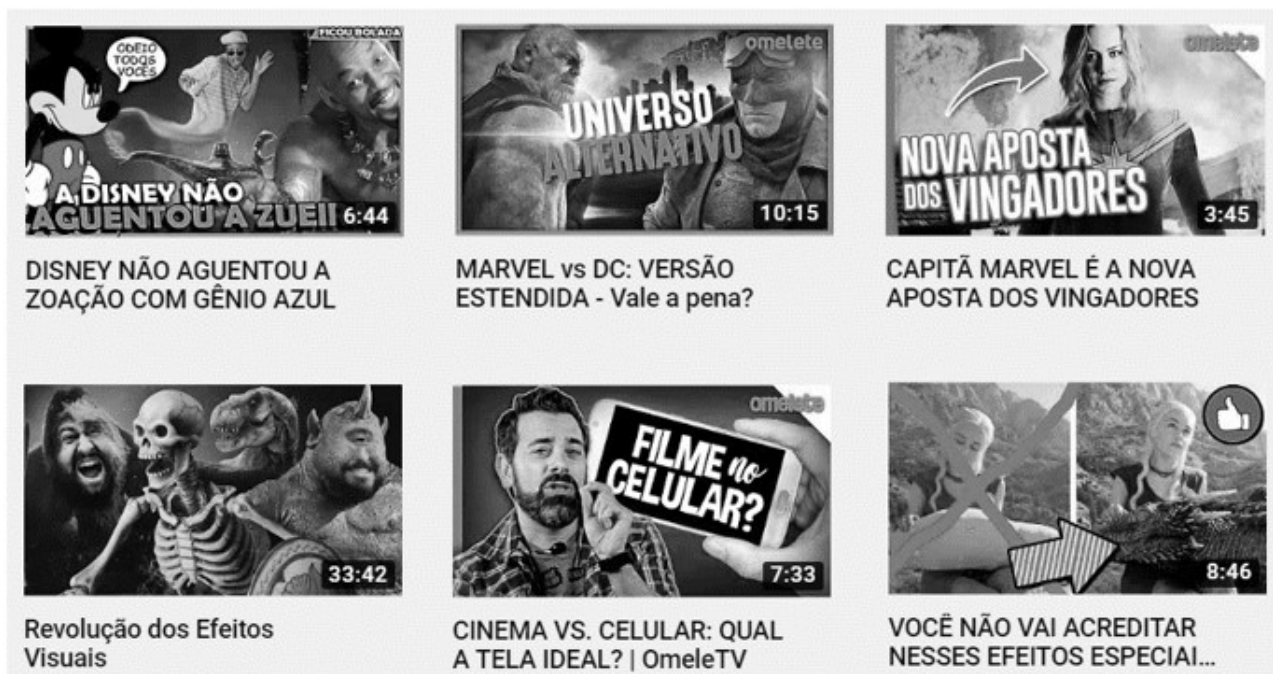 FICOU BOLADA
ODEIO
TODOS
VOCÊS
A DISNEY NÃO
AGUENTOU A ZUEII
6:44
DISNEY NÃO AGUENTOU A
ZOAÇÃO COM GÊNIO AZUL
omelete
UNIVERSO
ALTERNATIVO
10:15
MARVEL vs DC: VERSÃO
ESTENDIDA - Vale a pena?
omelete
NOVA APOSTA
DOS VINGADORES
3:45
CAPITÃ MARVEL É A NOVA
APOSTA DOS VINGADORES
33:42
Revolução dos Efeitos
Visuais
omelete
FILME no
CELULAR?
7:33
CINEMA VS. CELULAR: QUAL
A TELA IDEAL? | OmeleTV
8:46
VOCÊ NÃO VAI ACREDITAR
NESSES EFEITOS ESPECIAI...